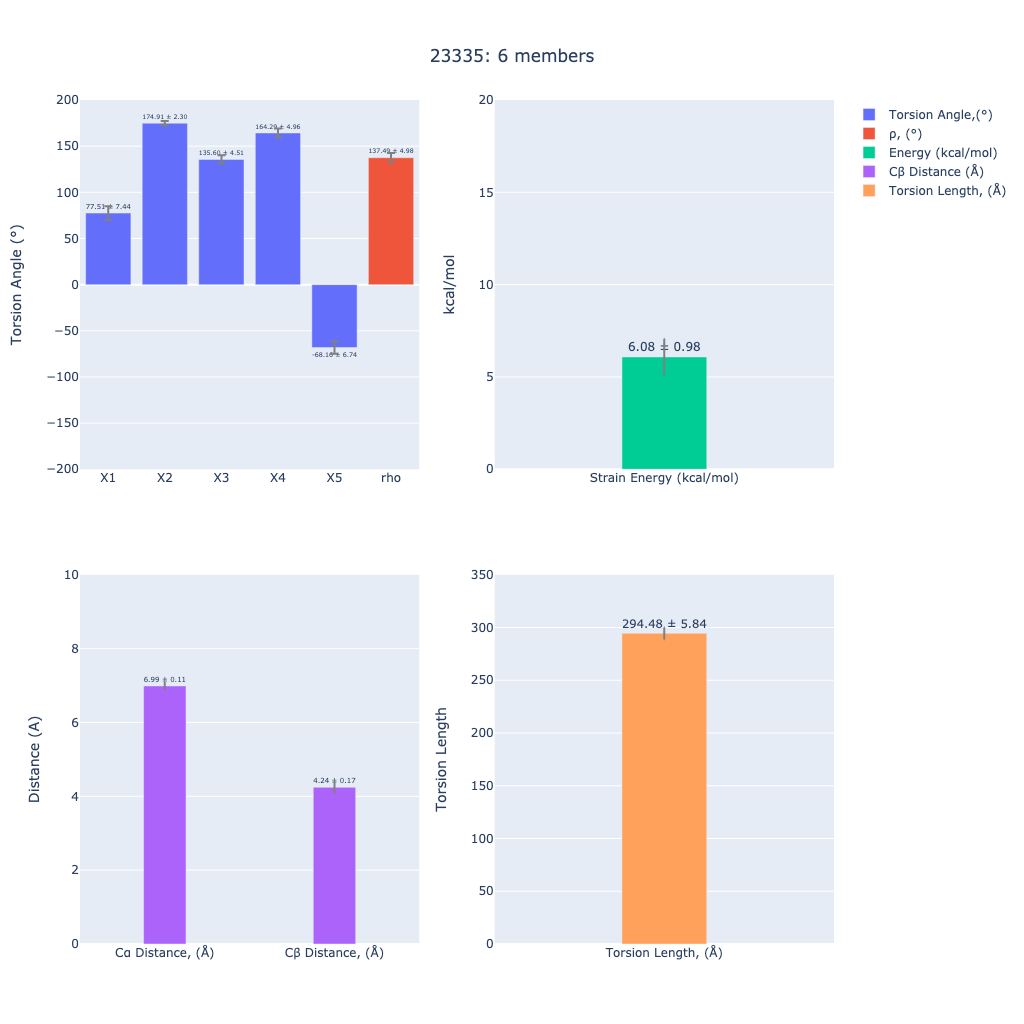 23335: 6 members
Torsion Angle (°)
200
150
100
50
0
−50
−100
−150
−200
77.51 ± 7.44
174.91 ± 2.30
135.60 ± 4.51
164.29 ± 4.96
-68.16 ± 6.74
137.49 ± 4.98
X1 X2 X3 X4 X5 rho
kcal/mol
20
15
10
5
0
6.08 ± 0.98
Strain Energy (kcal/mol)
Torsion Angle,(°)
ρ, (°)
Energy (kcal/mol)
Cβ Distance (Å)
Torsion Length, (Å)
Distance (A)
10
8
6
4
2
0
6.99 ± 0.11
4.24 ± 0.17
Cα Distance, (Å) Cβ Distance, (Å)
Torsion Length
350
300
250
200
150
100
50
0
294.48 ± 5.84
Torsion Length, (Å)